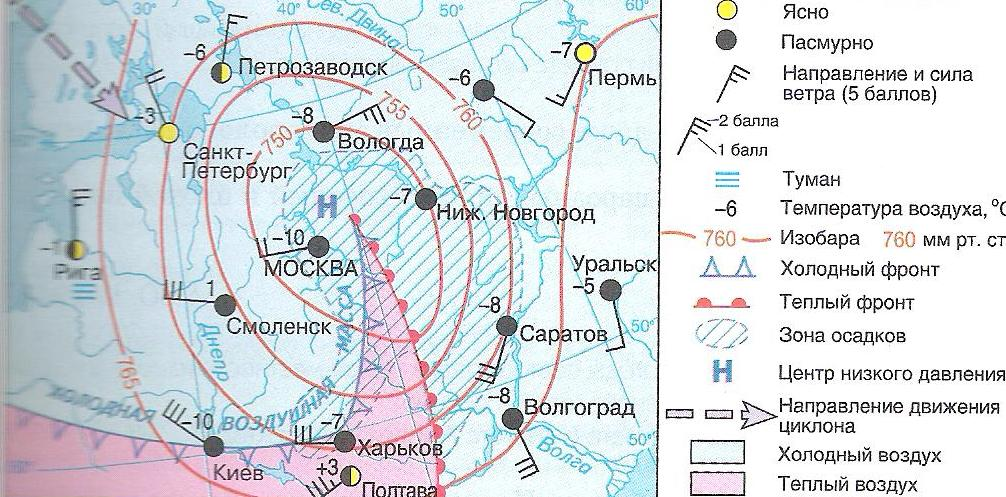 30°
40°
Сев. Двина
50°
60°
-6
Петрозаводск
-7
Пермь
-6
-3
Санкт-
Петербург
-8
Вологда
755
760
750
-7
Ниж. Новгород
Н
-10
МОСКВА
Рига
1
Смоленск
Днепр
Уральск
-5
-8
Саратов
50°
765
ХОЛОДНАЯ
ВОЗДУШНАЯ
МАССА
-10
Киев
-7
Харьков
+3
Полтава
-8
Волгоград
Волга
50°
Ясно
Пасмурно
Направление и сила
ветра (5 баллов)
2 балла
1 балл
Туман
-6 Температура воздуха, °С
760 Изобара 760 мм рт. ст
Холодный фронт
Теплый фронт
Зона осадков
Н Центр низкого давления
Направление движения
циклона
Холодный воздух
Теплый воздух